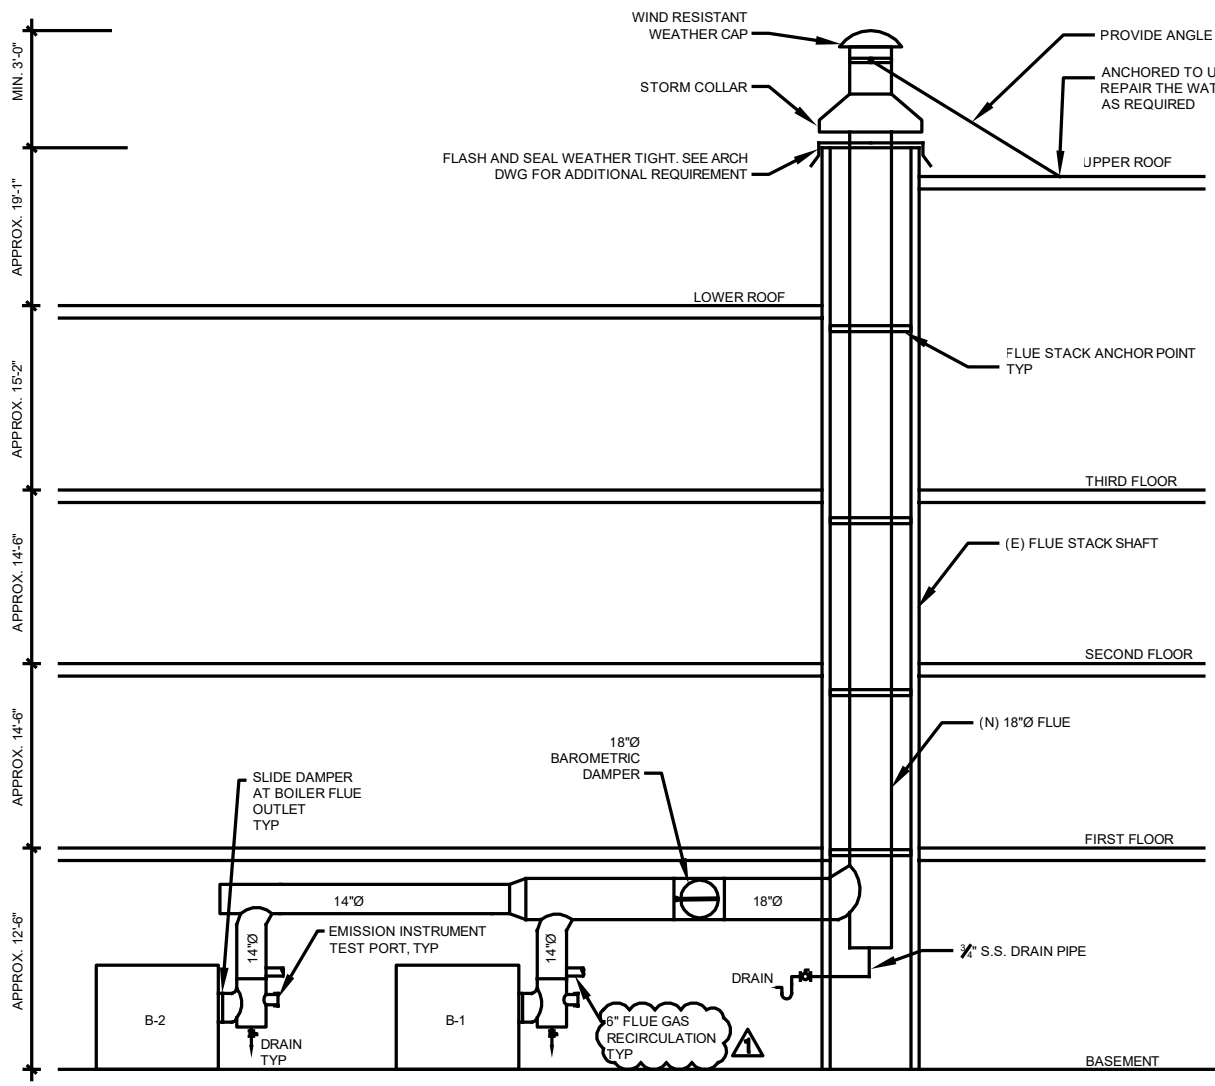 WIND RESISTANT
WEATHER CAP
PROVIDE ANGLE
ANCHORED TO U
REPAIR THE WAT
AS REQUIRED
MIN. 3'-0"
STORM COLLAR
FLASH AND SEAL WEATHER TIGHT. SEE ARCH
DWG FOR ADDITIONAL REQUIREMENT
UPPER ROOF
APPROX. 19'-1"
LOWER ROOF
FLUE STACK ANCHOR POINT
TYP
APPROX. 15'-2"
THIRD FLOOR
(E) FLUE STACK SHAFT
APPROX. 14'-6"
SECOND FLOOR
(N) 18"Ø FLUE
18"Ø
BAROMETRIC
DAMPER
SLIDE DAMPER
AT BOILER FLUE
OUTLET
TYP
APPROX. 14'-6"
FIRST FLOOR
14"Ø
18"Ø
14"Ø
EMISSION INSTRUMENT
TEST PORT, TYP
14"Ø
3/4" S.S. DRAIN PIPE
DRAIN
APPROX. 12'-6"
B-2
B-1
6" FLUE GAS
RECIRCULATION
TYP
1
DRAIN
TYP
BASEMENT